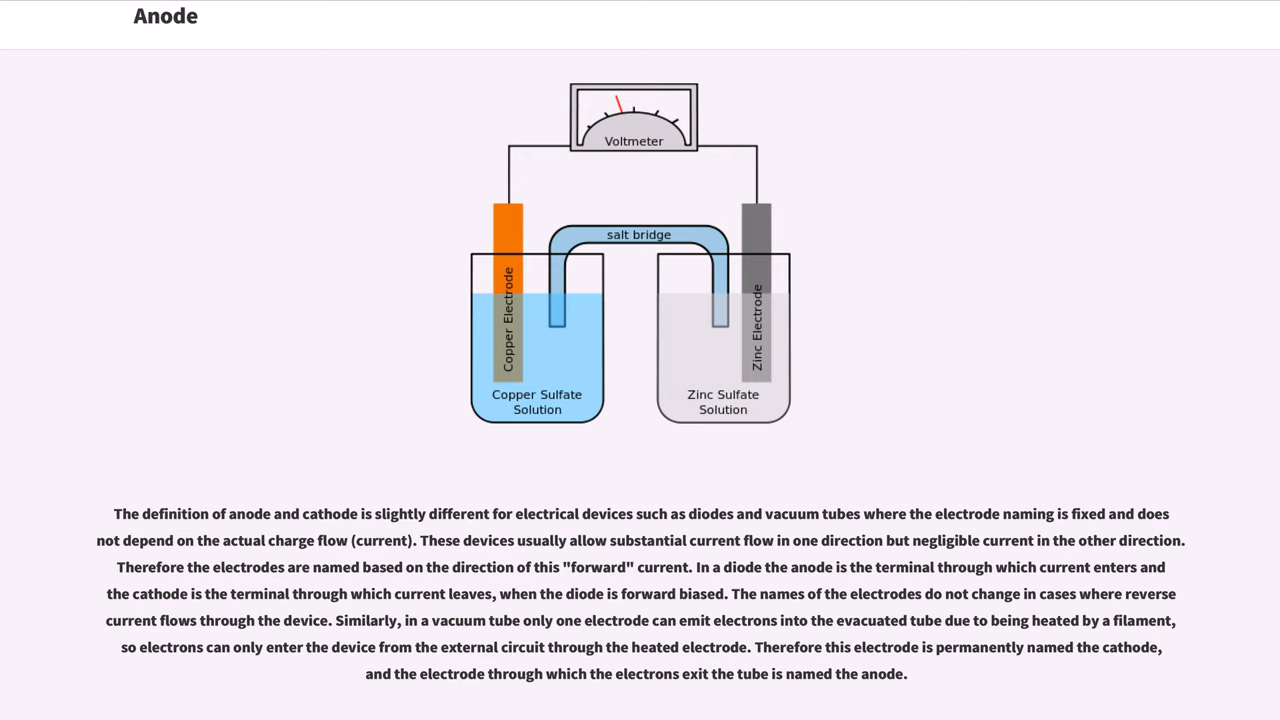 Anode
Voltmeter
salt bridge
Copper Electrode
Zinc Electrode
Copper Sulfate
Solution
Zinc Sulfate
Solution
The definition of anode and cathode is slightly different for electrical devices such as diodes and vacuum tubes where the electrode naming is fixed and does
not depend on the actual charge flow (current). These devices usually allow substantial current flow in one direction but negligible current in the other direction.
Therefore the electrodes are named based on the direction of this "forward" current. In a diode the anode is the terminal through which current enters and
the cathode is the terminal through which current leaves, when the diode is forward biased. The names of the electrodes do not change in cases where reverse
current flows through the device. Similarly, in a vacuum tube only one electrode can emit electrons into the evacuated tube due to being heated by a filament,
so electrons can only enter the device from the external circuit through the heated electrode. Therefore this electrode is permanently named the cathode,
and the electrode through which the electrons exit the tube is named the anode.